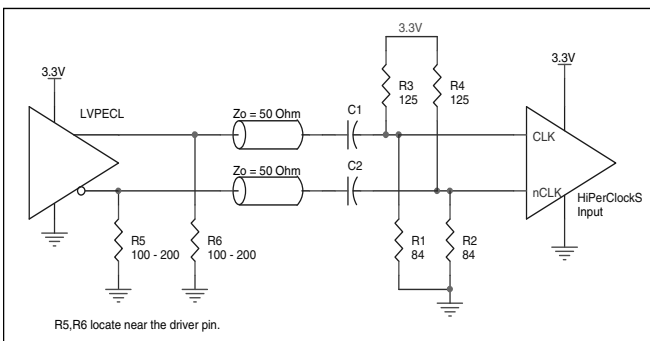 3.3V
3.3V
3.3V
LVPECL
R3
125
R4
125
Zo = 50 Ohm
C1
CLK
Zo = 50 Ohm
C2
nCLK
HiPerClockS
Input
R5
100 - 200
R6
100 - 200
R1
84
R2
84
R5,R6 locate near the driver pin.